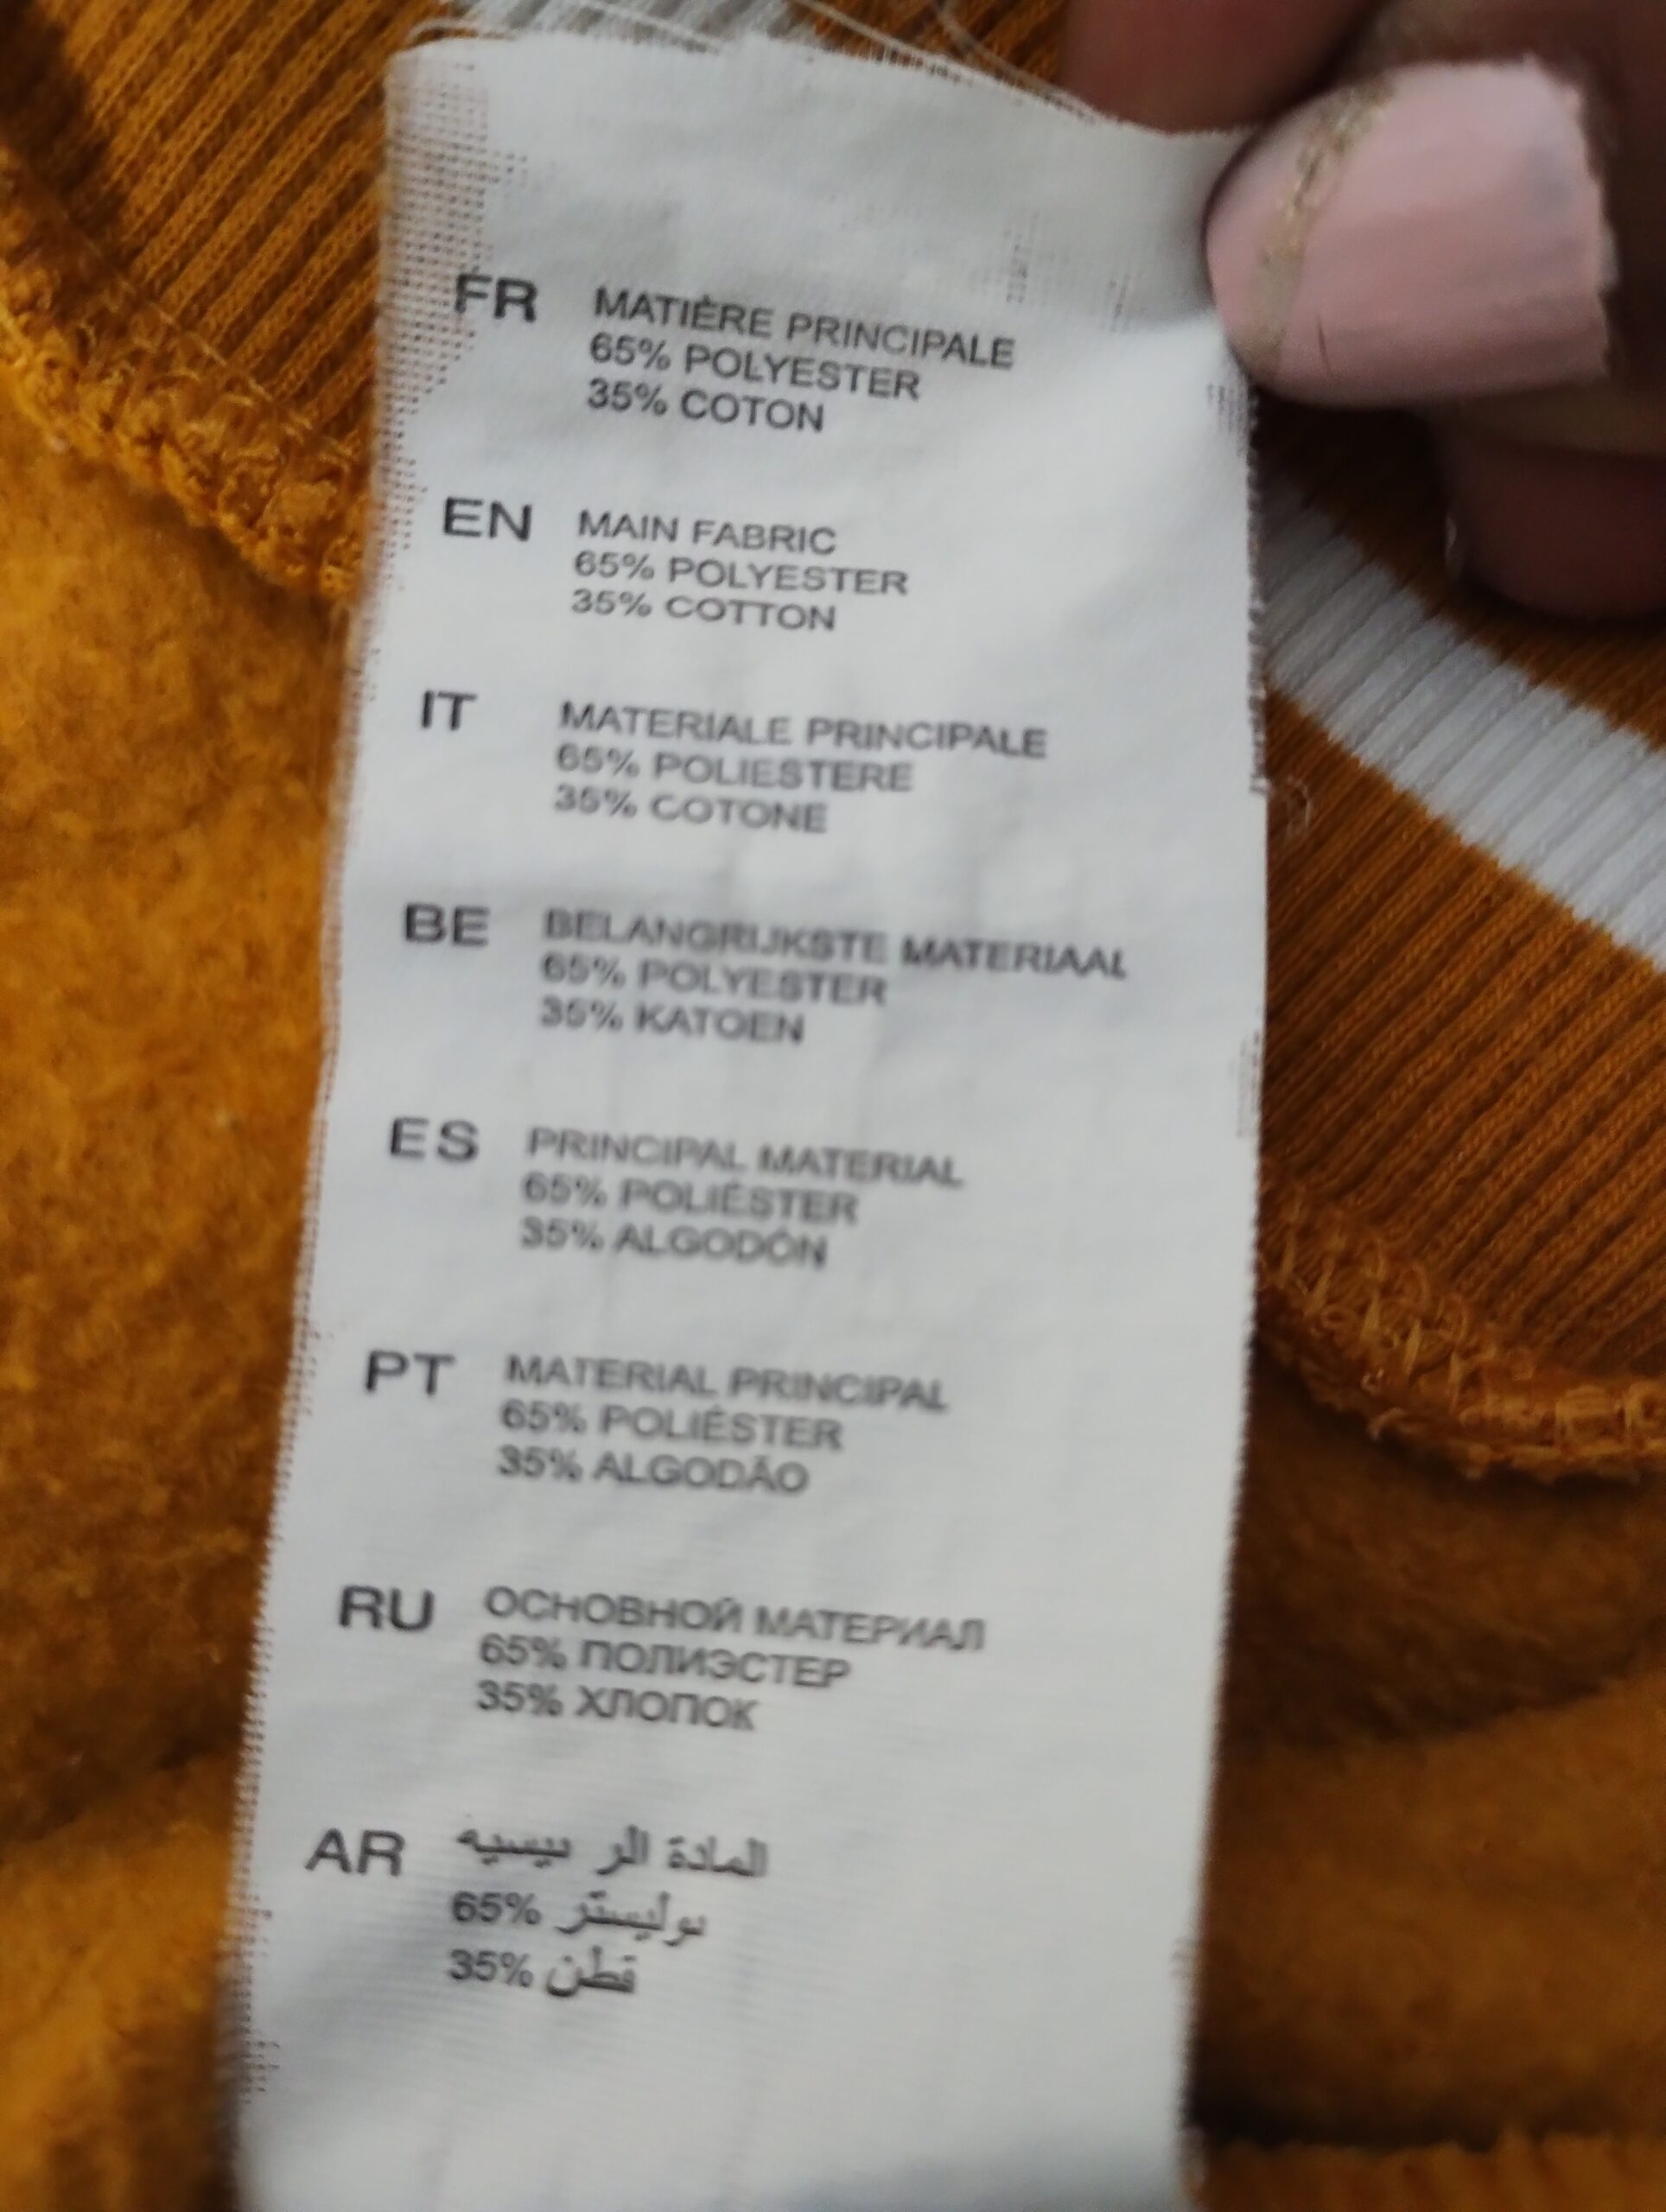 FR MATIÈRE PRINCIPALE
65% POLYESTER
35% COTON
EN MAIN FABRIC
65% POLYESTER
35% COTTON
IT MATERIALE PRINCIPALE
65% POLIESTERE
35% COTONE
BE BELANGRIJKSTE MATERIAAL
65% POLYESTER
35% KATOEN
ES PRINCIPAL MATERIAL
65% POLIÉSTER
35% ALGODÓN
PT MATERIAL PRINCIPAL
65% POLIÉSTER
35% ALGODÃO
RU ОСНОВНОЙ МАТЕРИАЛ
65% ПОЛИЭСТЕР
35% ХЛОПОК
AR المادة الر ئيسيه
65% بوليستر
35% قطن